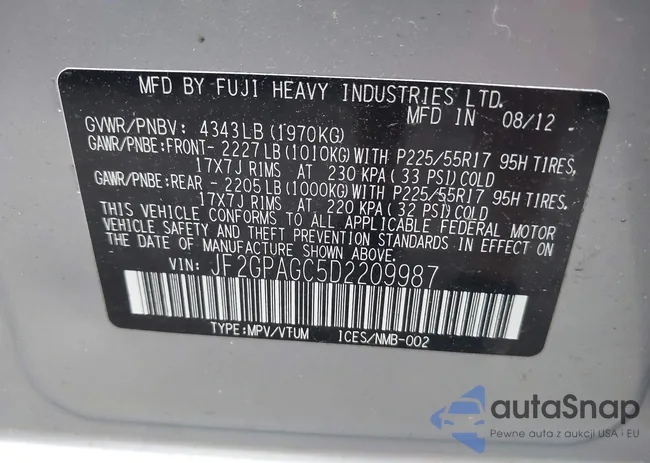 MFD BY FUJI HEAVY INDUSTRIES LTD.
MFD IN 08/12
GVWR/PNBV: 4343LB (1970KG)
GAWR/PNBE:FRONT- 2227LB(1010KG)WITH P225/55R17 95H TIRES,
17X7J RIMS AT 230 KPA( 33 PSI)COLD
GAWR/PNBE:REAR - 2205LB(1000KG)WITH P225/55R17 95H TIRES,
17X7J RIMS AT 220 KPA( 32 PSI)COLD
THIS VEHICLE CONFORMS TO ALL APPLICABLE FEDERAL MOTOR
VEHICLE SAFETY AND THEFT PREVENTION STANDARDS IN EFFECT ON
THE DATE OF MANUFACTURE SHOWN ABOVE.
VIN: JF2GPAGC5D2209987
TYPE:MPV/VTUM ICES/NMB-002
autaSnap
Pewne auta z aukcji USA i EU